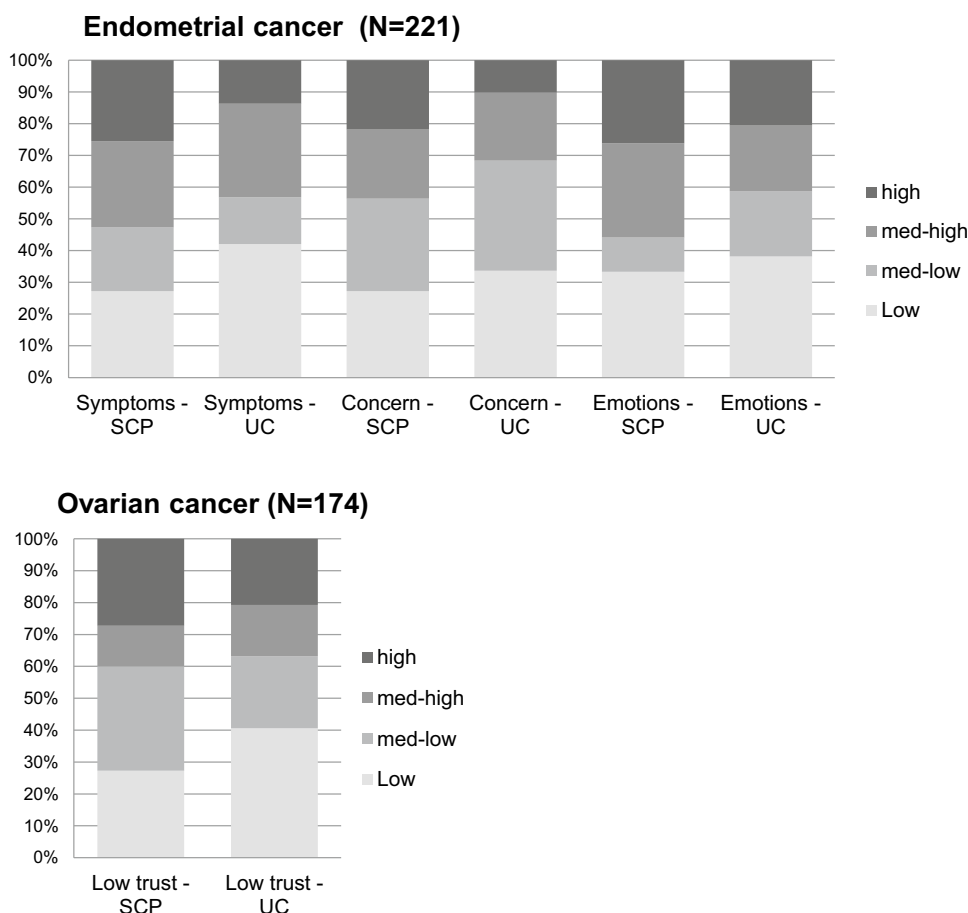 Endometrial cancer (N=221)
100%
90%
80%
70%
60%
50%
40%
30%
20%
10%
0%
high
med-high
med-low
Low
Symptoms - SCP
Symptoms - UC
Concern - SCP
Concern - UC
Emotions - SCP
Emotions - UC
Ovarian cancer (N=174)
100%
90%
80%
70%
60%
50%
40%
30%
20%
10%
0%
high
med-high
med-low
Low
Low trust - SCP
Low trust - UC